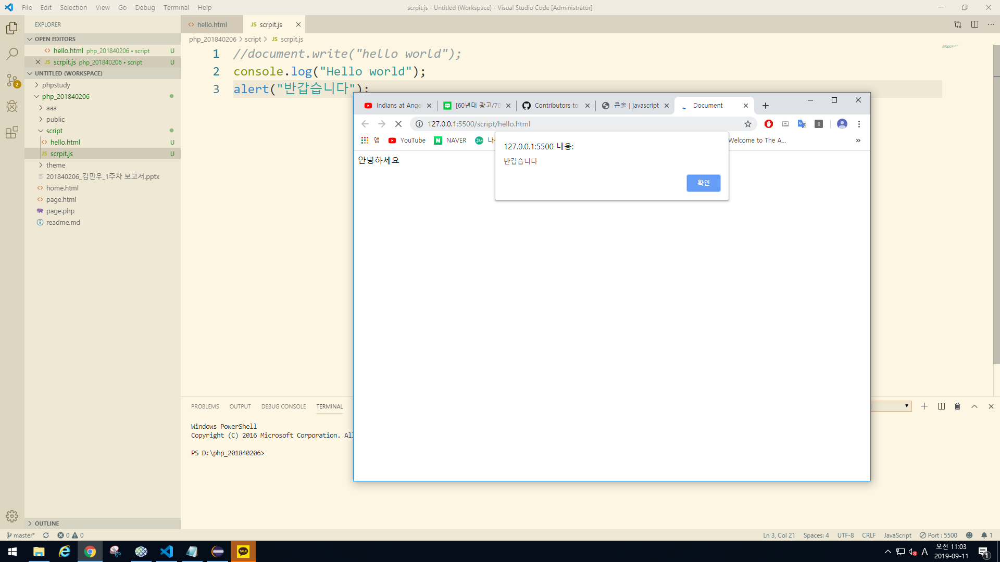 File Edit Selection View Go Debug Terminal Help
scrpit.js - Untitled (Workspace) - Visual Studio Code [Administrator]
EXPLORER
OPEN EDITORS
hello.html php_201840206 • script U
scrpit.js php_201840206 • script U
UNTITLED (WORKSPACE)
phpstudy
php_201840206
aaa
public
script
hello.html U
JS scrpit.js U
theme
201840206_김민우_1주차 보고서.pptx
home.html
page.html
page.php
readme.md
OUTLINE
2
hello.html
JS scrpit.js
php_201840206 > script > JS scrpit.js
1 //document.write("hello world");
2 console.log("Hello world");
3 alert("반갑습니다");
Indians at Ange
[60년대 광고/70
Contributors to
콘솔 | javascript
Document
127.0.0.1:5500/script/hello.html
앱 YouTube NAVER Welcome to The A... »
안녕하세요
127.0.0.1:5500 내용:
반갑습니다
확인
PROBLEMS OUTPUT DEBUG CONSOLE TERMINAL
Windows PowerShell
Copyright (C) 2016 Microsoft Corporation. All
PS D:\php_201840206>
master* 0 0
Ln 3, Col 21 Spaces: 4 UTF-8 CRLF JavaScript Port : 5500 1
TALK
A 오전 11:03
2019-09-11
1